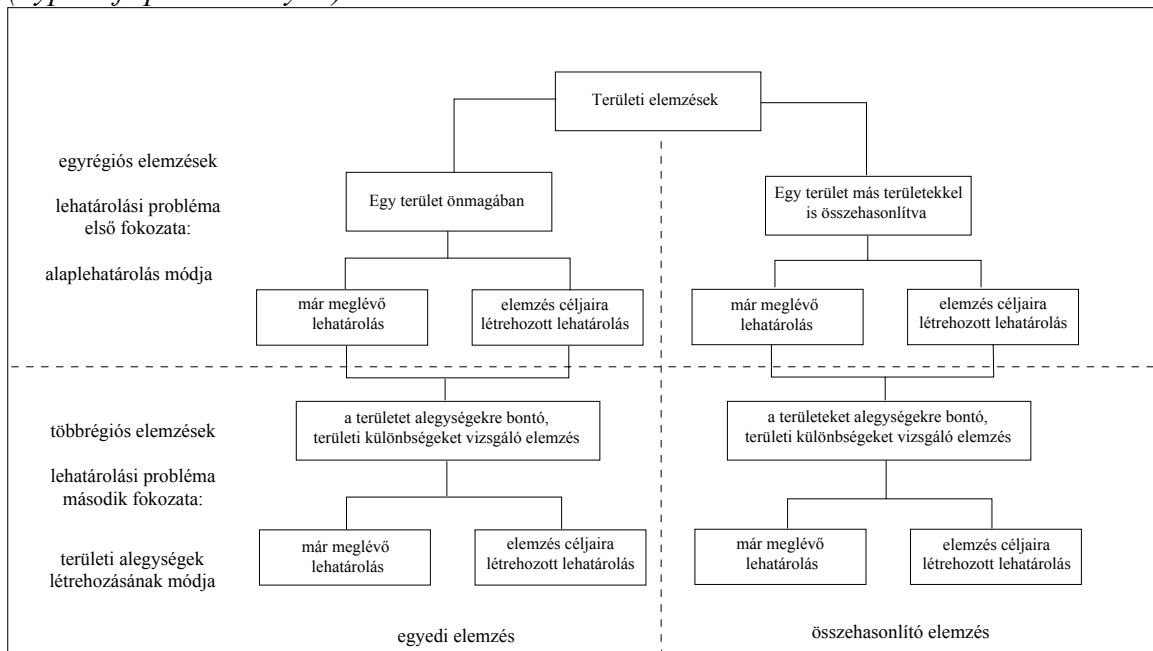 Területi elemzések
egyrégiós elemzések
lehatárolási probléma
első fokozata:
alaplehatárolás módja
Egy terület önmagában
Egy terület más területekkel
is összehasonlítva
már meglévő
lehatárolás
elemzés céljaira
létrehozott lehatárolás
már meglévő
lehatárolás
elemzés céljaira
létrehozott lehatárolás
többrégiós elemzések
lehatárolási probléma
második fokozata:
területi alegységek
létrehozásának módja
a területet alegységekre bontó,
területi különbségeket vizsgáló elemzés
a területeket alegységekre bontó,
területi különbségeket vizsgáló elemzés
már meglévő
lehatárolás
elemzés céljaira
létrehozott lehatárolás
már meglévő
lehatárolás
elemzés céljaira
létrehozott lehatárolás
egyedi elemzés
összehasonlító elemzés